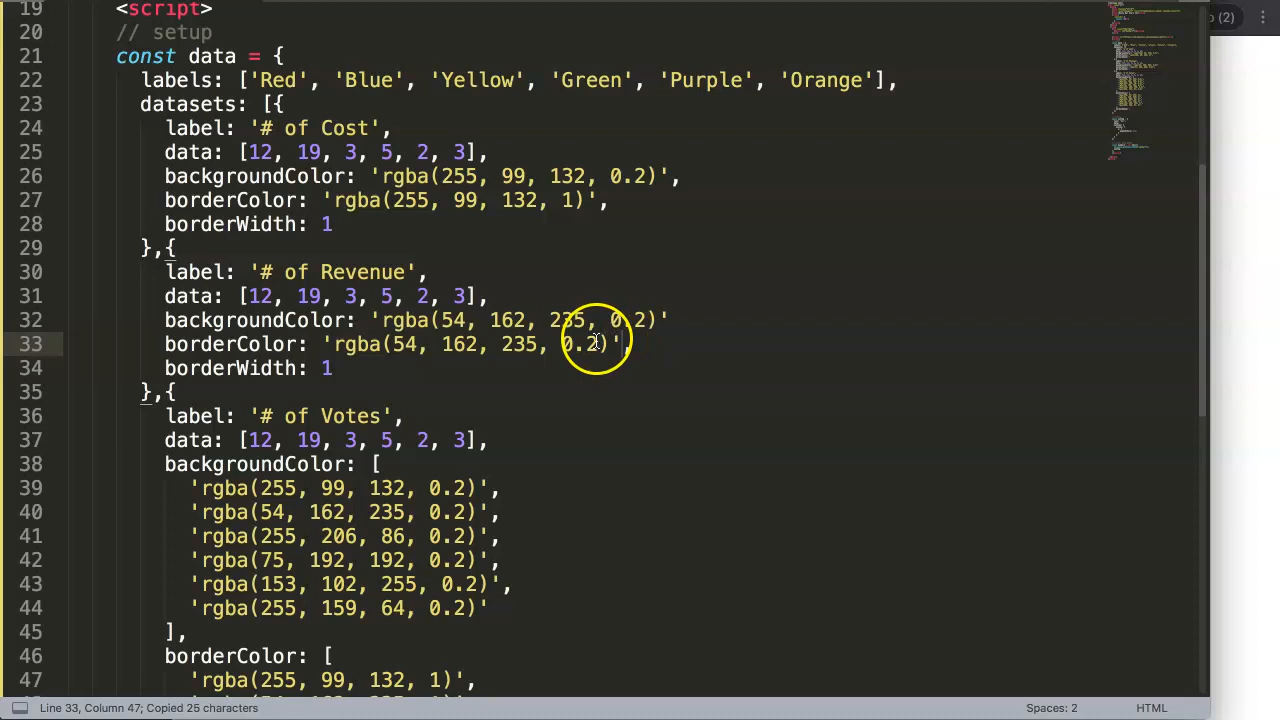 19 <script>
20 // setup
21 const data = {
22 labels: ['Red', 'Blue', 'Yellow', 'Green', 'Purple', 'Orange'],
23 datasets: [{
24 label: '# of Cost',
25 data: [12, 19, 3, 5, 2, 3],
26 backgroundColor: 'rgba(255, 99, 132, 0.2)',
27 borderColor: 'rgba(255, 99, 132, 1)',
28 borderWidth: 1
29 },{
30 label: '# of Revenue',
31 data: [12, 19, 3, 5, 2, 3],
32 backgroundColor: 'rgba(54, 162, 235, 0.2)'
33 borderColor: 'rgba(54, 162, 235, 0.2)',
34 borderWidth: 1
35 },{
36 label: '# of Votes',
37 data: [12, 19, 3, 5, 2, 3],
38 backgroundColor: [
39 'rgba(255, 99, 132, 0.2)',
40 'rgba(54, 162, 235, 0.2)',
41 'rgba(255, 206, 86, 0.2)',
42 'rgba(75, 192, 192, 0.2)',
43 'rgba(153, 102, 255, 0.2)',
44 'rgba(255, 159, 64, 0.2)'
45 ],
46 borderColor: [
47 'rgba(255, 99, 132, 1)',
Line 33, Column 47; Copied 25 characters
Spaces: 2
HTML
(2)